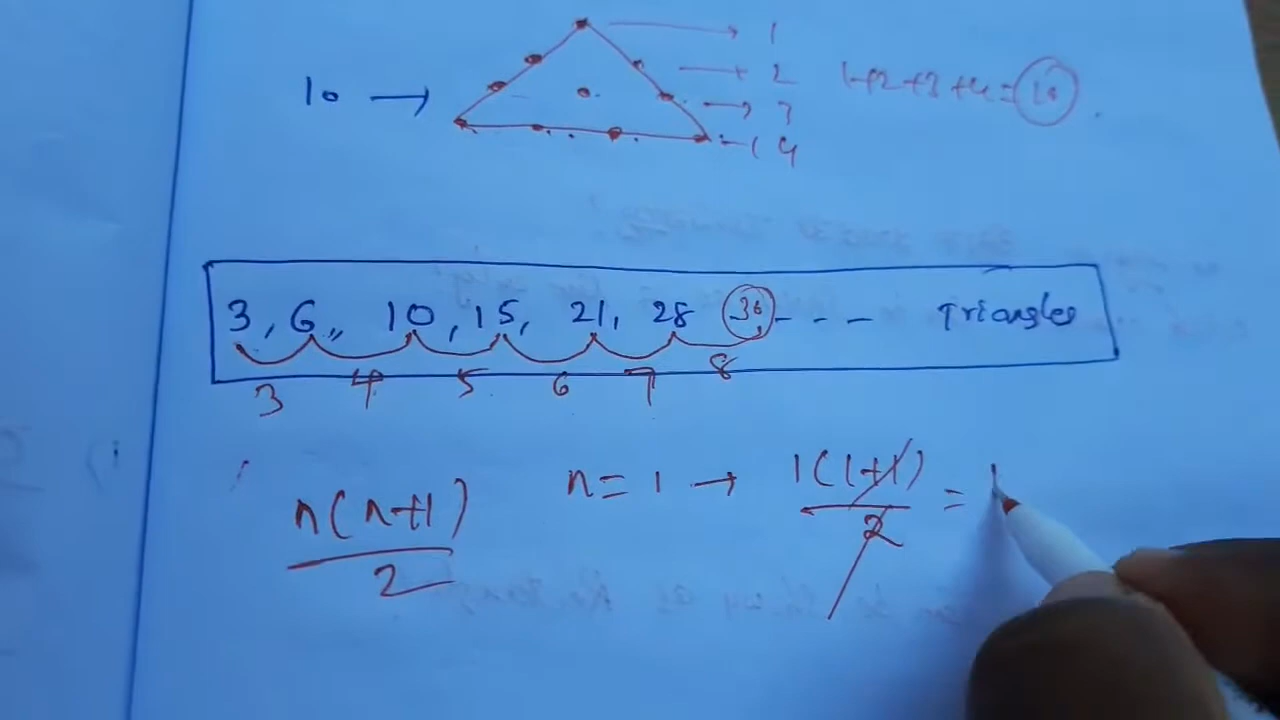 1
10 → → 2 1+2+3+4=10
→ 3
4
3, 6, 10, 15, 21, 28 36 - - - Triangles
3 4 5 6 7 8
n(n+1)/2 n=1 → 1(1+1)/2 = 1